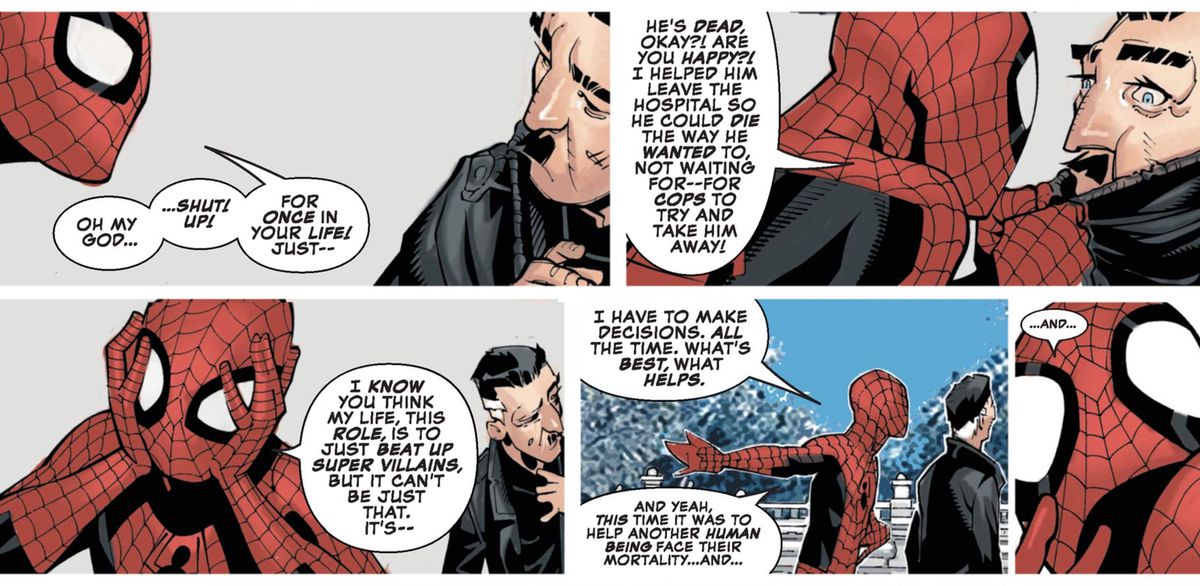 OH MY
GOD...
...SHUT!
UP!
FOR
ONCE IN
YOUR LIFE!
JUST--
HE'S DEAD,
OKAY?! ARE
YOU HAPPY?!
I HELPED HIM
LEAVE THE
HOSPITAL SO
HE COULD DIE
THE WAY HE
WANTED TO,
NOT WAITING
FOR--FOR
COPS TO
TRY AND
TAKE HIM
AWAY!
I KNOW
YOU THINK
MY LIFE, THIS
ROLE, IS TO
JUST BEAT UP
SUPER VILLAINS,
BUT IT CAN'T
BE JUST
THAT.
IT'S--
I HAVE TO MAKE
DECISIONS. ALL
THE TIME. WHAT'S
BEST, WHAT
HELPS.
AND YEAH,
THIS TIME IT WAS TO
HELP ANOTHER HUMAN
BEING FACE THEIR
MORTALITY...AND...
...AND...